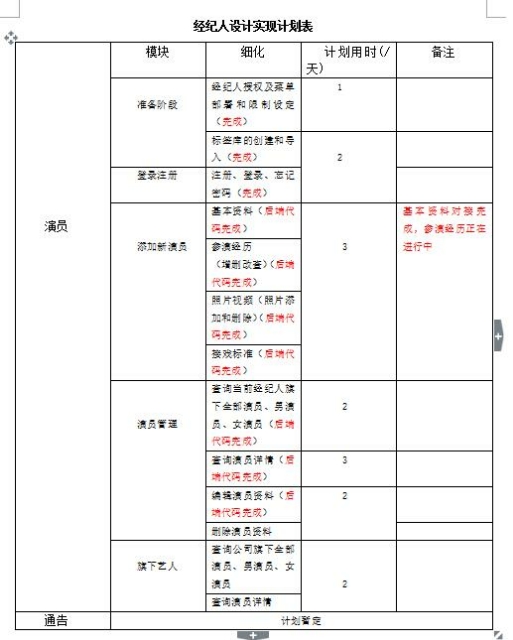 经纪人设计实现计划表
模块
细化
计划用时(/
天)
备注
演员
准备阶段
经纪人授权及菜单
部署和限制设定
（完成）
1
标签库的创建和导
入（完成）
2
登录注册
注册、登录、忘记
密码（完成）
添加新演员
基本资料（后端代
码完成）
3
基本资料对接完
成，参演经历正在
进行中
参演经历
（增删改查）（后端
代码完成）
照片视频（照片添
加和删除）（后端代
码完成）
接戏标准（后端代
码完成）
演员管理
查询当前经纪人旗
下全部演员、男演
员、女演员（后端
代码完成）
2
查询演员详情（后
端代码完成）
3
编辑演员资料（后
端代码完成）
2
删除演员资料
旗下艺人
查询公司旗下全部
演员、男演员、女
演员
2
查询演员详情
通告
计划暂定